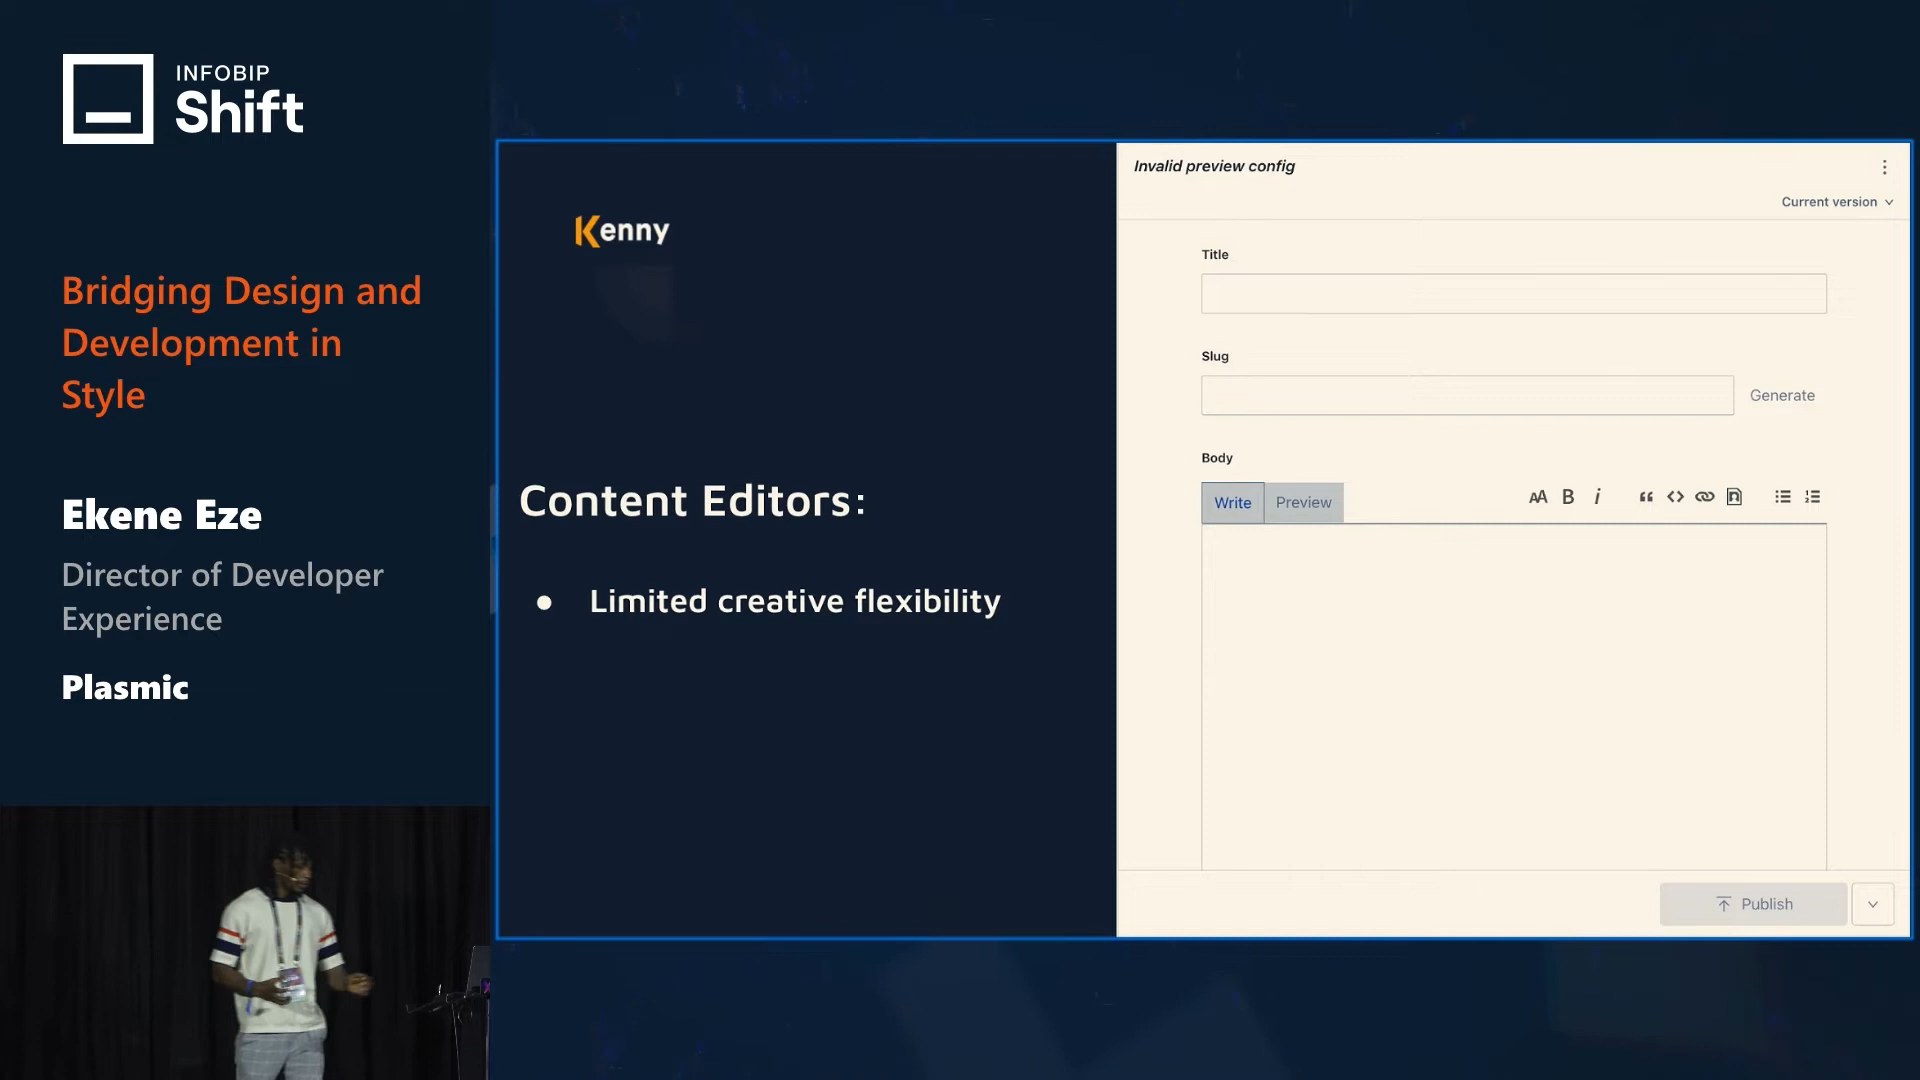 INFOBIP
Shift
Bridging Design and
Development in
Style
Ekene Eze
Director of Developer
Experience
Plasmic
Kenny
Content Editors:
● Limited creative flexibility
Invalid preview config
Current version
Title
Slug
Generate
Body
Write Preview AA B i
Publish